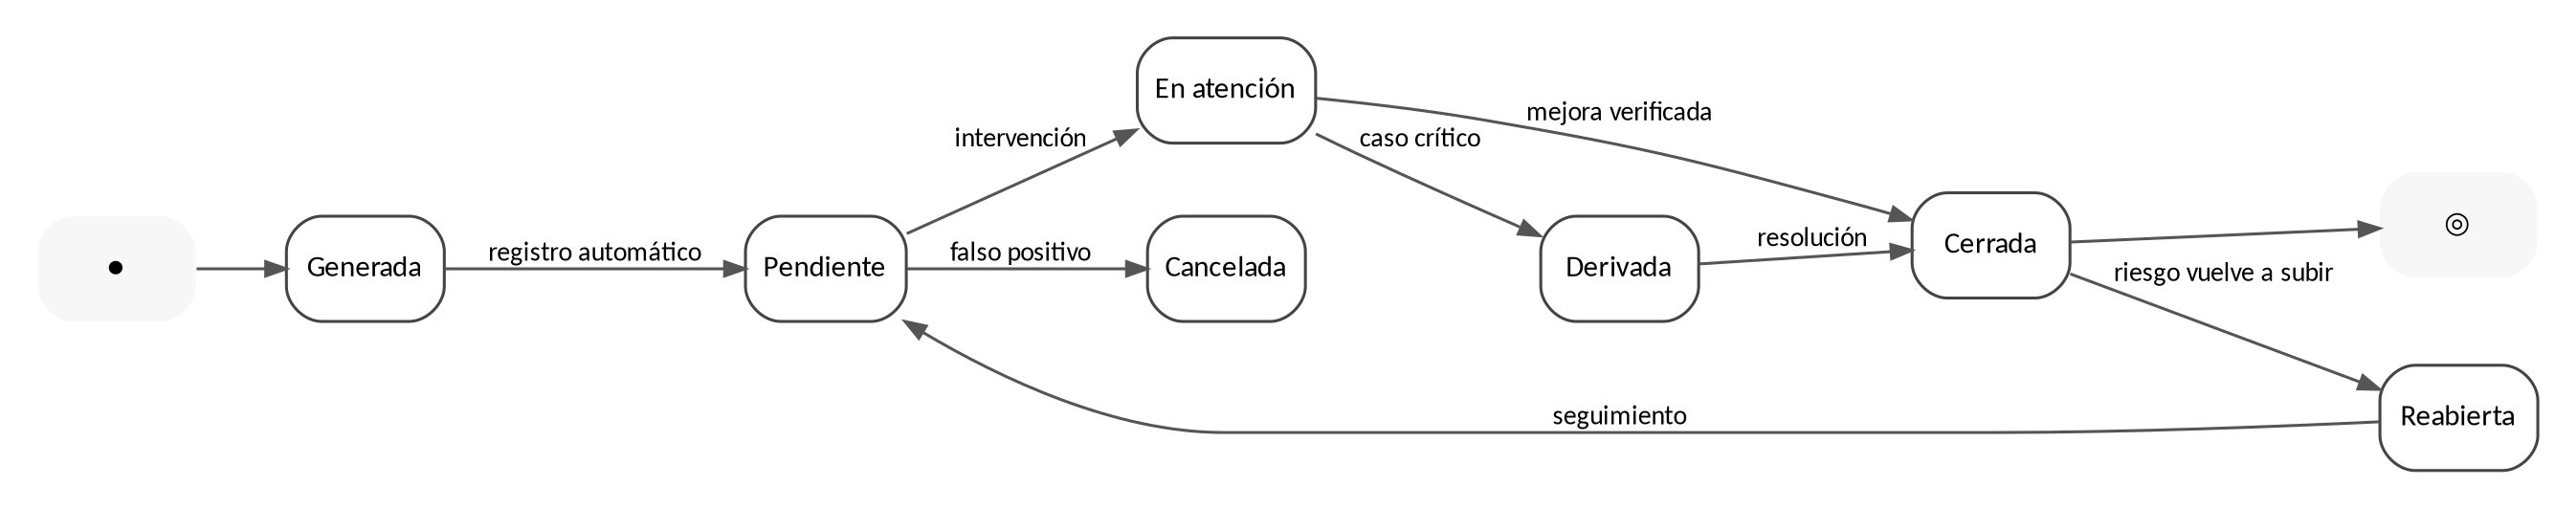 En atención
mejora verificada
intervención
caso crítico
●
Generada
registro automático
Pendiente
falso positivo
Cancelada
Derivada
resolución
Cerrada
◎
riesgo vuelve a subir
seguimiento
Reabierta